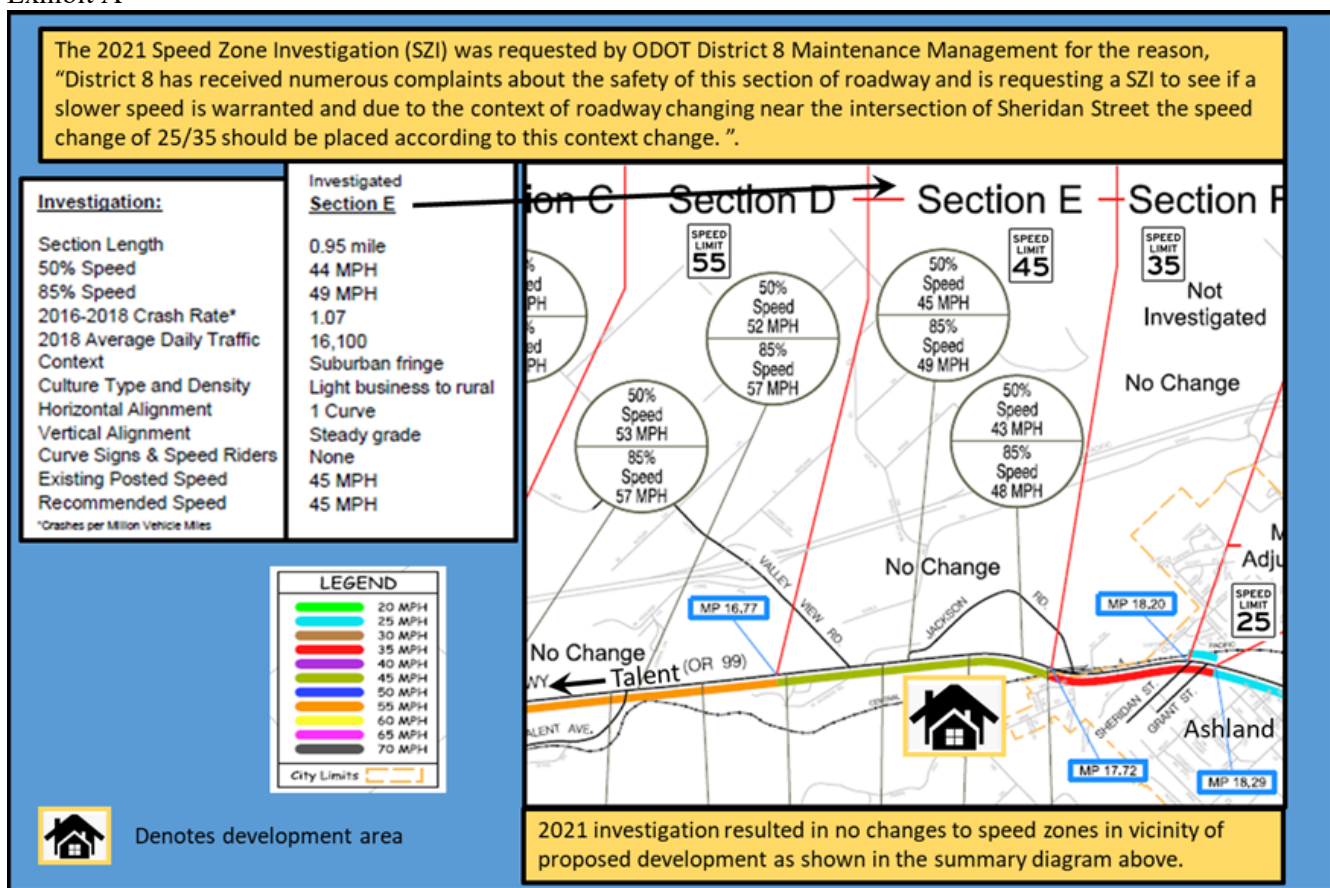 Exhibit A
The 2021 Speed Zone Investigation (SZI) was requested by ODOT District 8 Maintenance Management for the reason,
“District 8 has received numerous complaints about the safety of this section of roadway and is requesting a SZI to see if a
slower speed is warranted and due to the context of roadway changing near the intersection of Sheridan Street the speed
change of 25/35 should be placed according to this context change. ”.
Investigation:
Section Length
50% Speed
85% Speed
2016-2018 Crash Rate*
2018 Average Daily Traffic
Context
Culture Type and Density
Horizontal Alignment
Vertical Alignment
Curve Signs & Speed Riders
Existing Posted Speed
Recommended Speed
*Crashes per Million Vehicle Miles
Investigated
Section E
0.95 mile
44 MPH
49 MPH
1.07
16,100
Suburban fringe
Light business to rural
1 Curve
Steady grade
None
45 MPH
45 MPH
ion C
Section D
Section E
Section F
SPEED
LIMIT
55
SPEED
LIMIT
45
SPEED
LIMIT
35
Not
Investigated
No Change
%
ed
PH
%
ed
PH
50%
Speed
53 MPH
85%
Speed
57 MPH
50%
Speed
52 MPH
85%
Speed
57 MPH
50%
Speed
45 MPH
85%
Speed
49 MPH
50%
Speed
43 MPH
85%
Speed
48 MPH
PACIFIC
M
Adju
SPEED
LIMIT
25
No Change
MP 16.77
VALLEY
VIEW RD
JACKSON
RD.
MP 18.20
PACIFIC
No Change
WY
Talent
(OR 99)
ALENT AVE.
CENTRAL
SHERIDAN ST.
GRANT ST.
Ashland
MP 17.72
MP 18.29
LEGEND
20 MPH
25 MPH
30 MPH
35 MPH
40 MPH
45 MPH
50 MPH
55 MPH
60 MPH
65 MPH
70 MPH
City Limits
Denotes development area
2021 investigation resulted in no changes to speed zones in vicinity of
proposed development as shown in the summary diagram above.